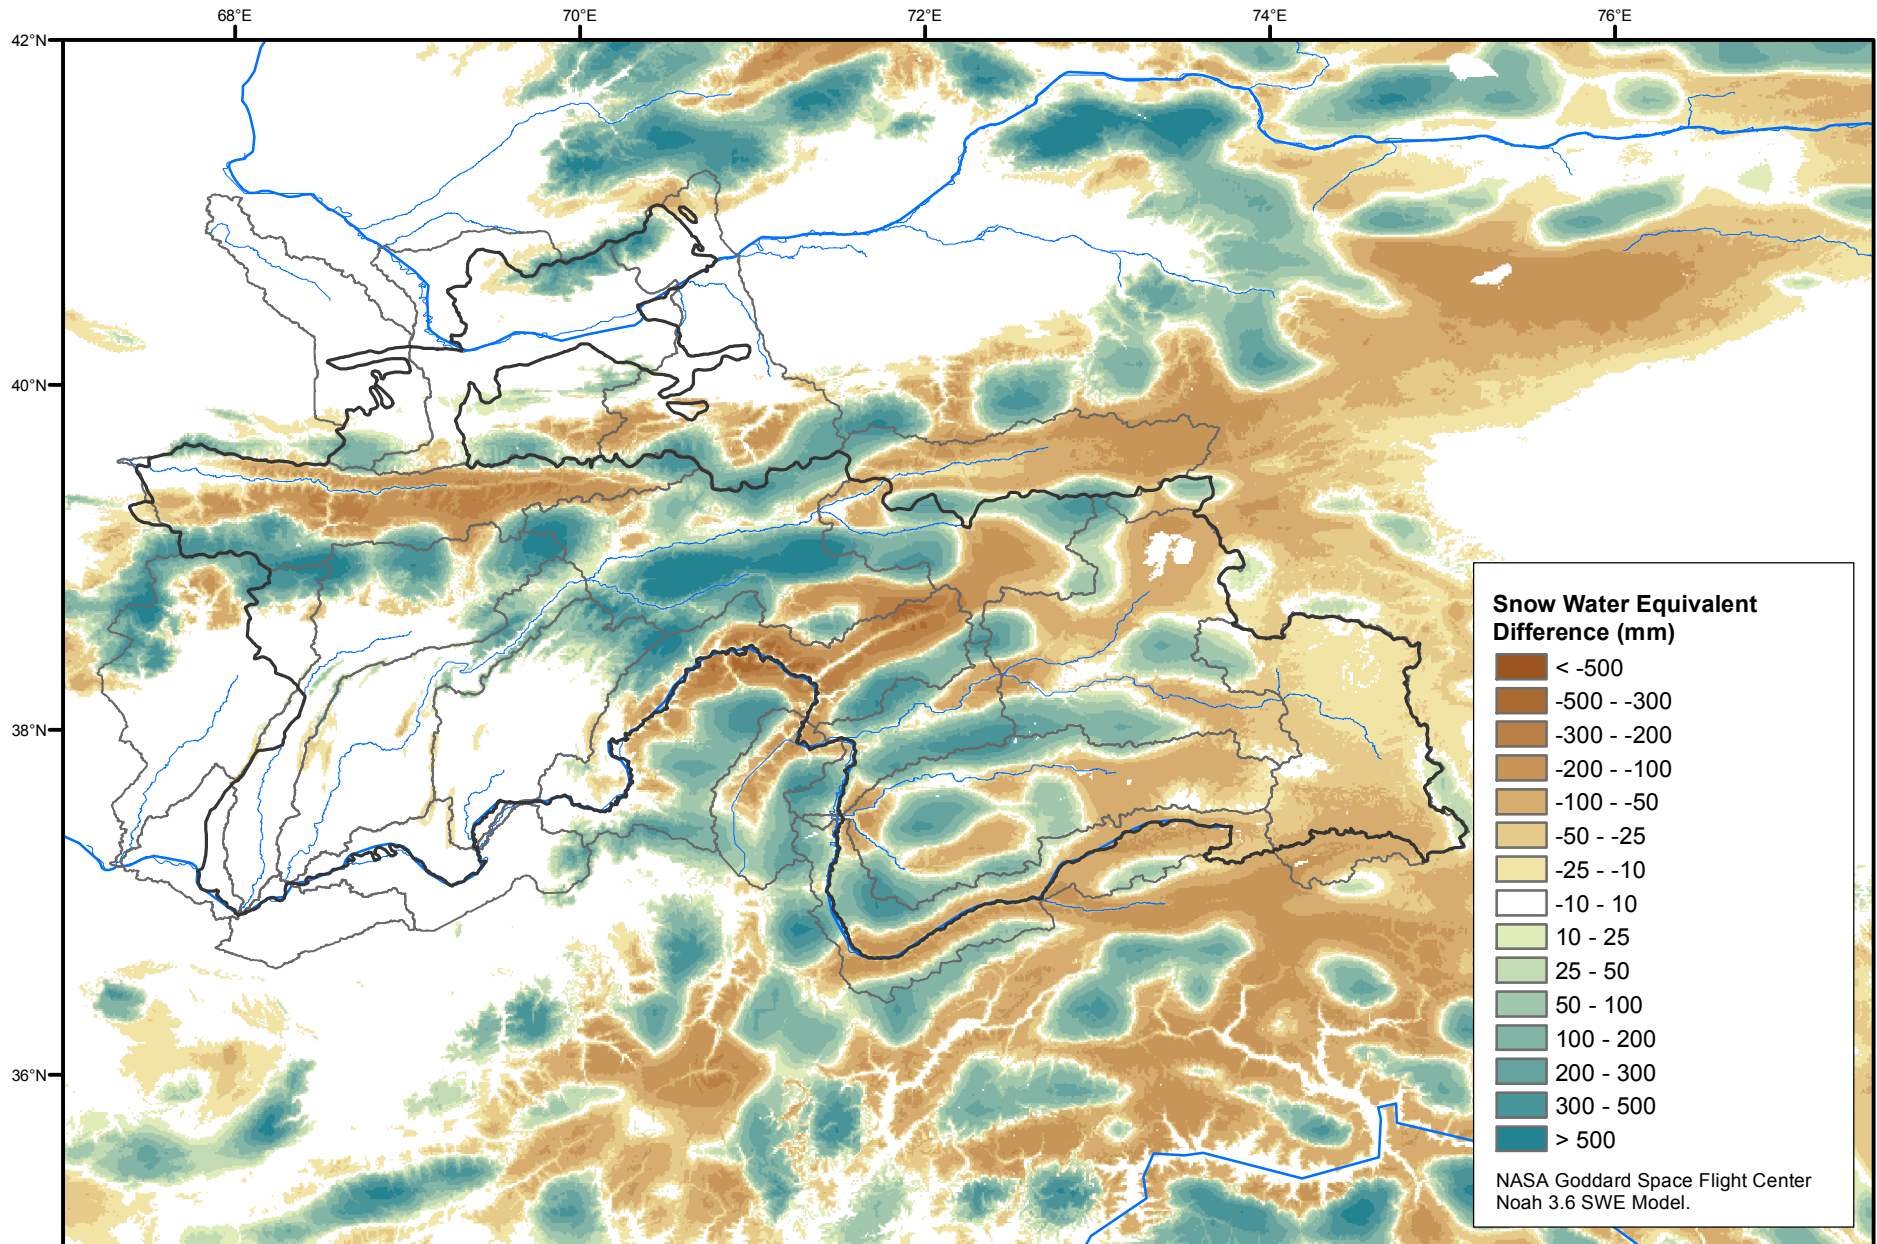 68°E
70°E
72°E
74°E
76°E
42°N
40°N
38°N
36°N
Snow Water Equivalent
Difference (mm)
< -500
-500 - -300
-300 - -200
-200 - -100
-100 - -50
-50 - -25
-25 - -10
-10 - 10
10 - 25
25 - 50
50 - 100
100 - 200
200 - 300
300 - 500
> 500
NASA Goddard Space Flight Center
Noah 3.6 SWE Model.